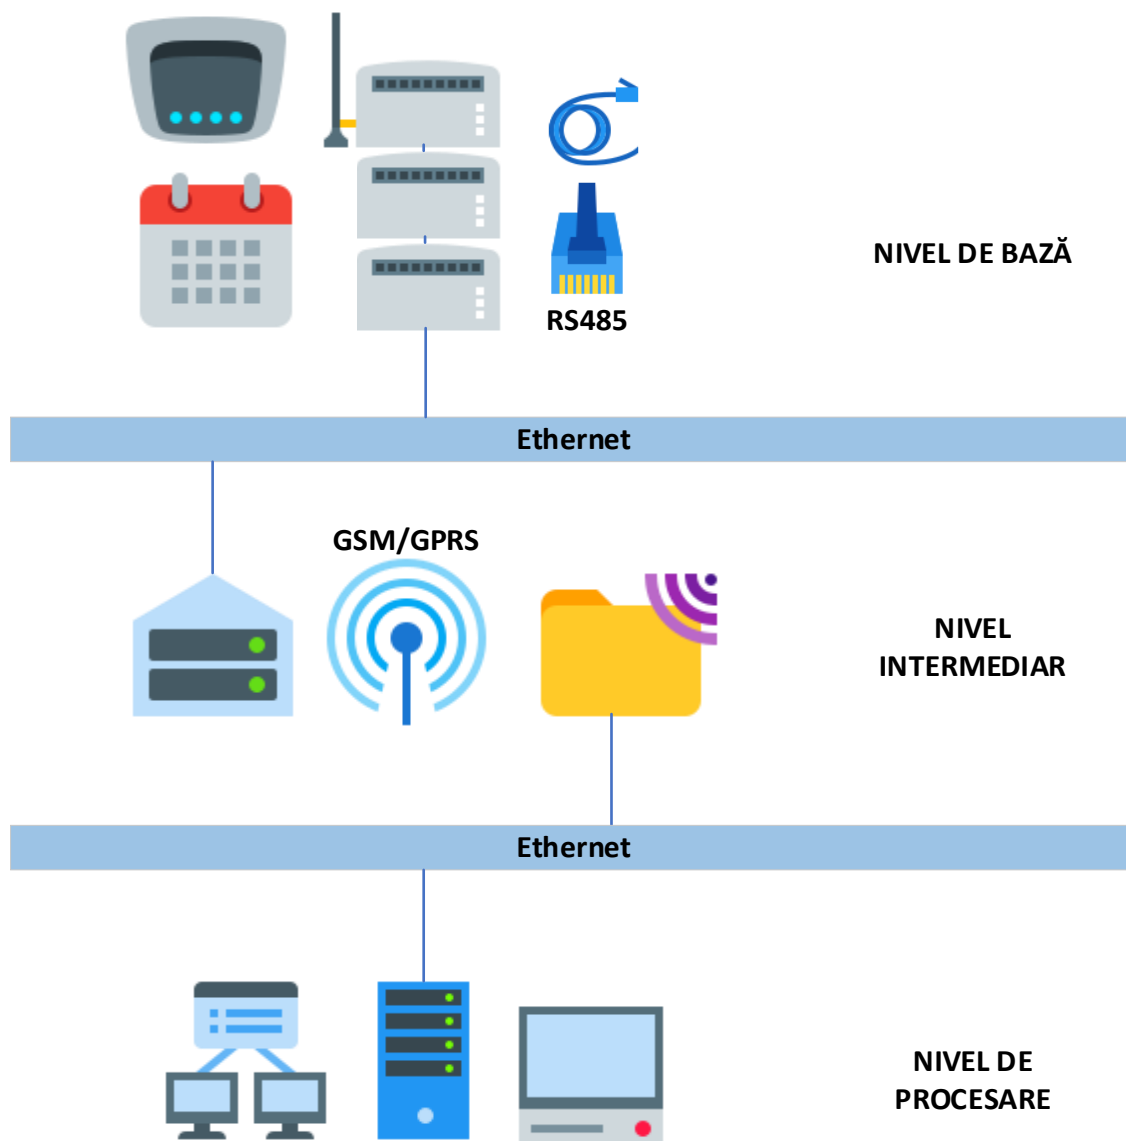 NIVEL DE BAZĂ
RS485
Ethernet
GSM/GPRS
NIVEL
INTERMEDIAR
Ethernet
NIVEL DE
PROCESARE